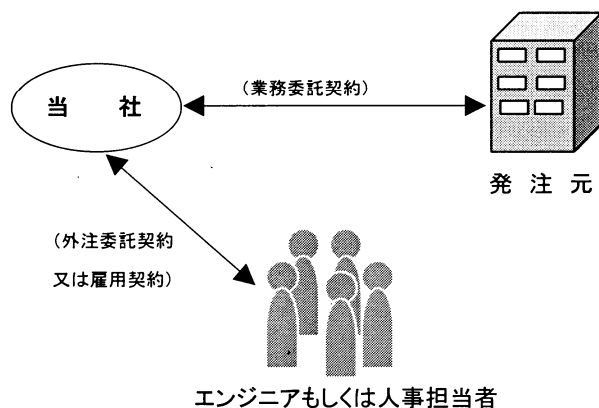 (業務委託契約)
当 社
発 注 元
(外注委託契約
又は雇用契約)
エンジニアもしくは人事担当者